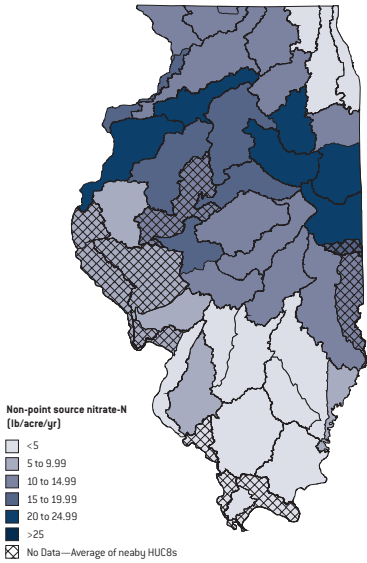 Non-point source nitrate-N
(lb/acre/yr)
<5
5 to 9.99
10 to 14.99
15 to 19.99
20 to 24.99
>25
No Data—Average of neaby HUC8s